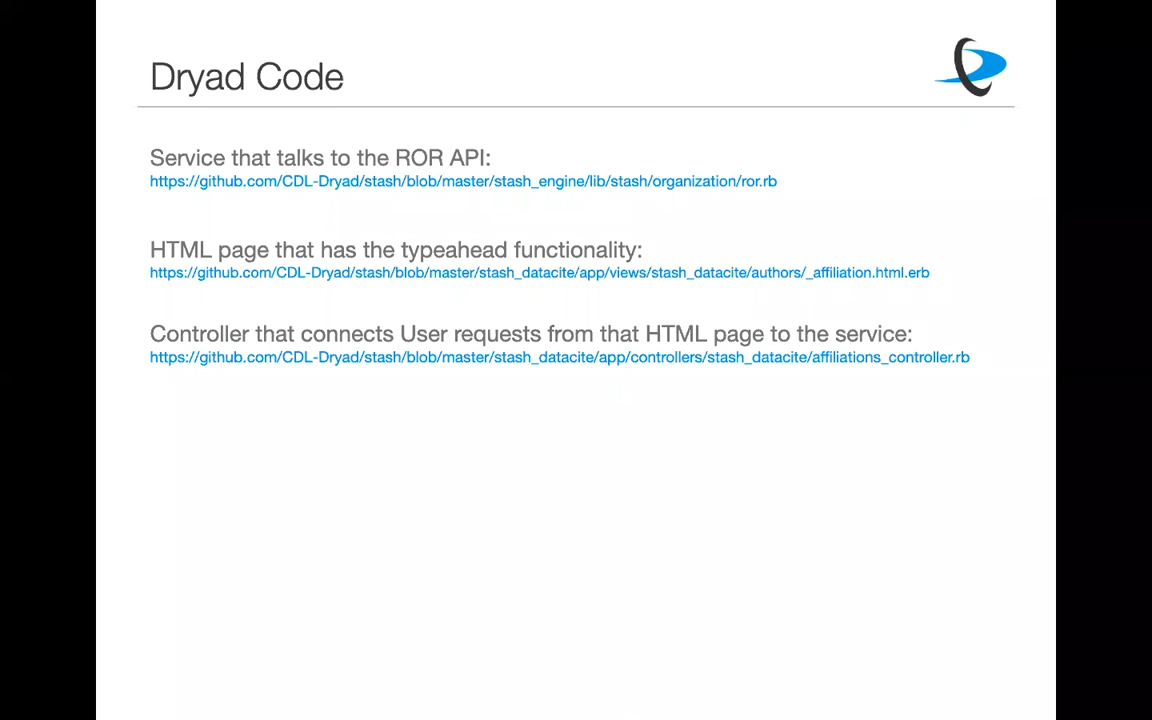 Dryad Code
Service that talks to the ROR API:
https://github.com/CDL-Dryad/stash/blob/master/stash_engine/lib/stash/organization/ror.rb
HTML page that has the typeahead functionality:
https://github.com/CDL-Dryad/stash/blob/master/stash_datacite/app/views/stash_datacite/authors/_affiliation.html.erb
Controller that connects User requests from that HTML page to the service:
https://github.com/CDL-Dryad/stash/blob/master/stash_datacite/app/controllers/stash_datacite/affiliations_controller.rb